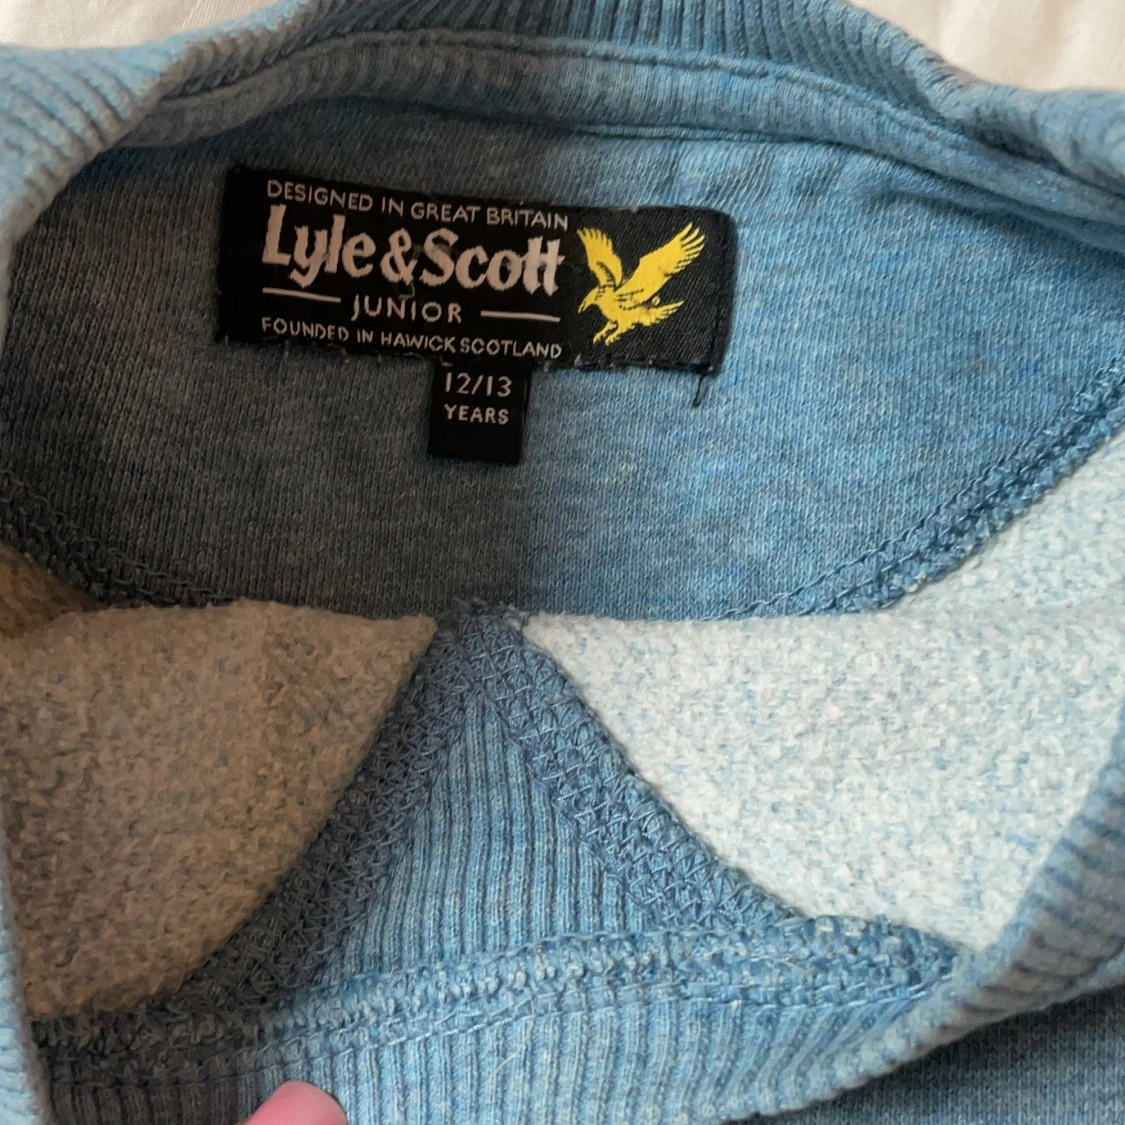 DESIGNED IN GREAT BRITAIN
Lyle&Scott
JUNIOR
FOUNDED IN HAWICK SCOTLAND
12/13
YEARS